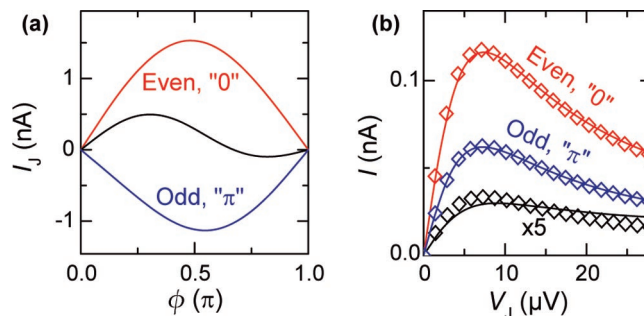 (a)
1
0
-1
I_J (nA)
Even, "0"
Odd, "π"
0.0
0.5
1.0
ϕ (π)
(b)
0.1
0.0
I (nA)
Even, "0"
Odd, "π"
x5
0
10
20
V_J (μV)